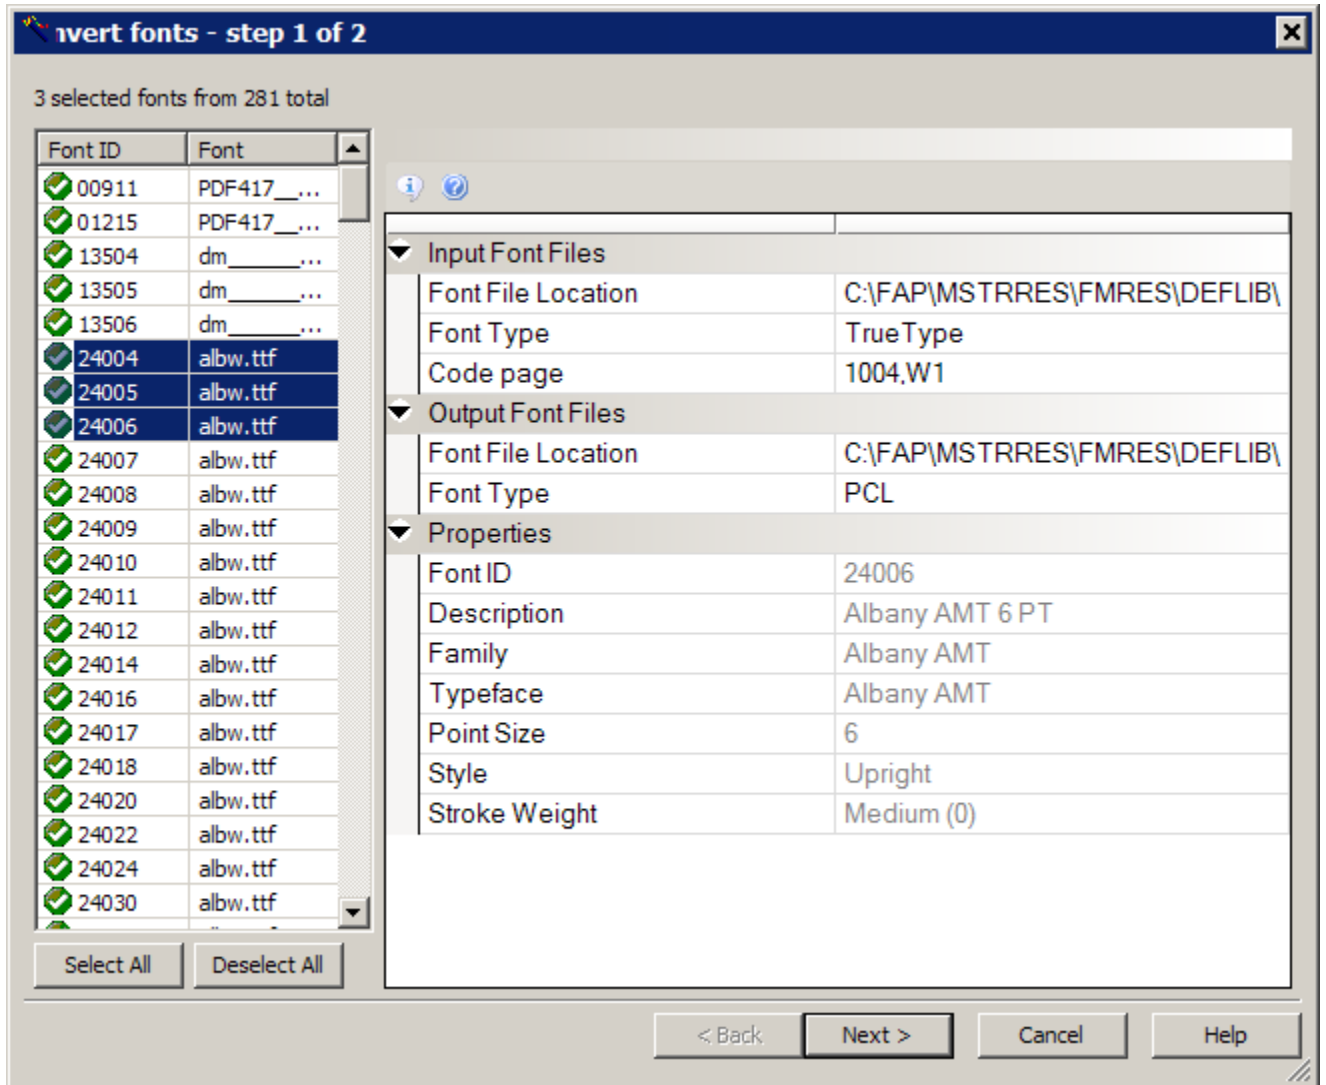 nvert fonts - step 1 of 2
3 selected fonts from 281 total
Font ID Font
00911 PDF417__...
01215 PDF417__...
13504 dm______...
13505 dm______...
13506 dm______...
24004 albw.ttf
24005 albw.ttf
24006 albw.ttf
24007 albw.ttf
24008 albw.ttf
24009 albw.ttf
24010 albw.ttf
24011 albw.ttf
24012 albw.ttf
24014 albw.ttf
24016 albw.ttf
24017 albw.ttf
24018 albw.ttf
24020 albw.ttf
24022 albw.ttf
24024 albw.ttf
24030 albw.ttf
Select All Deselect All
Input Font Files
Font File Location C:\FAP\MSTRRES\FMRES\DEFLIB\
Font Type TrueType
Code page 1004,W1
Output Font Files
Font File Location C:\FAP\MSTRRES\FMRES\DEFLIB\
Font Type PCL
Properties
Font ID 24006
Description Albany AMT 6 PT
Family Albany AMT
Typeface Albany AMT
Point Size 6
Style Upright
Stroke Weight Medium (0)
< Back Next > Cancel Help